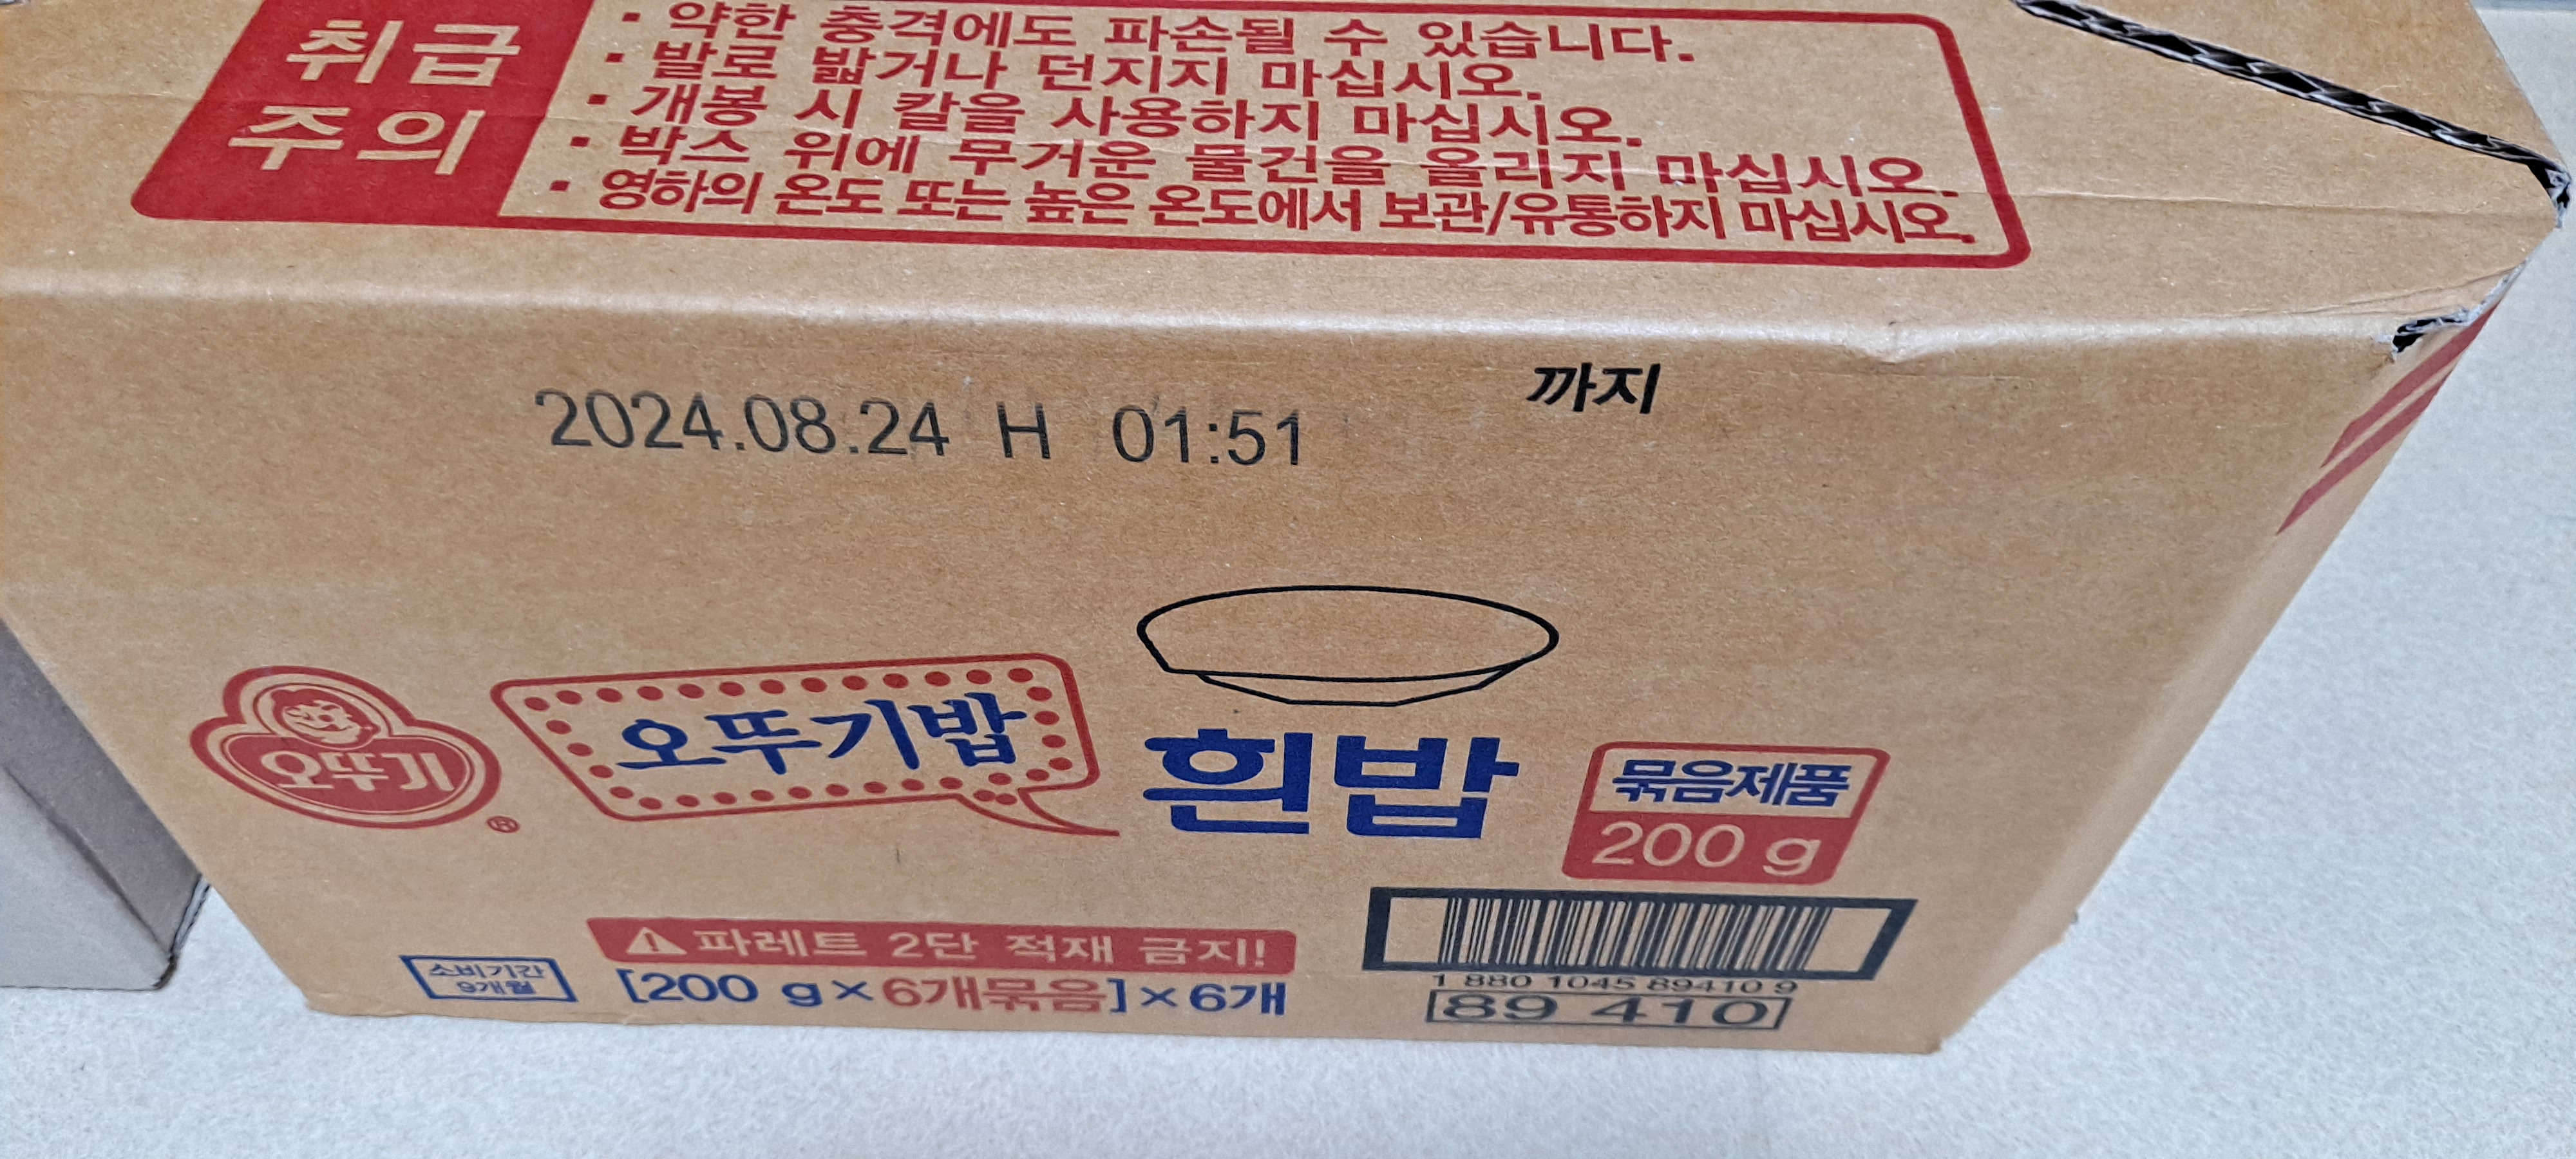 취급
주의
· 약한 충격에도 파손될 수 있습니다.
· 발로 밟거나 던지지 마십시오.
· 개봉 시 칼을 사용하지 마십시오.
· 박스 위에 무거운 물건을 올리지 마십시오.
· 영하의 온도 또는 높은 온도에서 보관/유통하지 마십시오.
2024.08.24 H 01:51 까지
오뚜기 ®
오뚜기밥
흰밥
묶음제품
200 g
⚠파레트 2단 적재 금지!
소비기간
9개월
[200 g×6개묶음]×6개
1 880 1045 89410 9
89 410